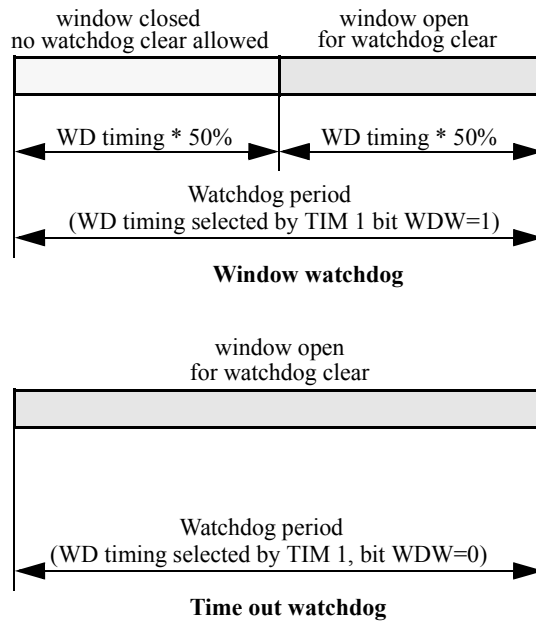 window closed
no watchdog clear allowed
window open
for watchdog clear
WD timing * 50%
WD timing * 50%
Watchdog period
(WD timing selected by TIM 1 bit WDW=1)
Window watchdog
window open
for watchdog clear
Watchdog period
(WD timing selected by TIM 1, bit WDW=0)
Time out watchdog